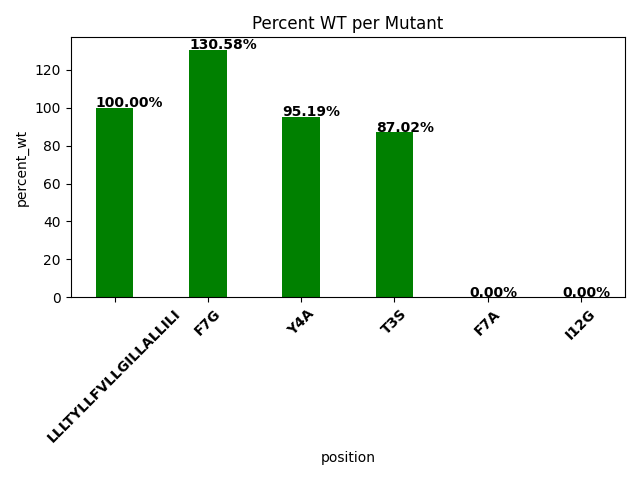 Percent WT per Mutant
percent_wt
120
100
80
60
40
20
0
100.00%
130.58%
95.19%
87.02%
0.00%
0.00%
LLLTYLLFVLLGILLALLILI
F7G
Y4A
T3S
F7A
I12G
position